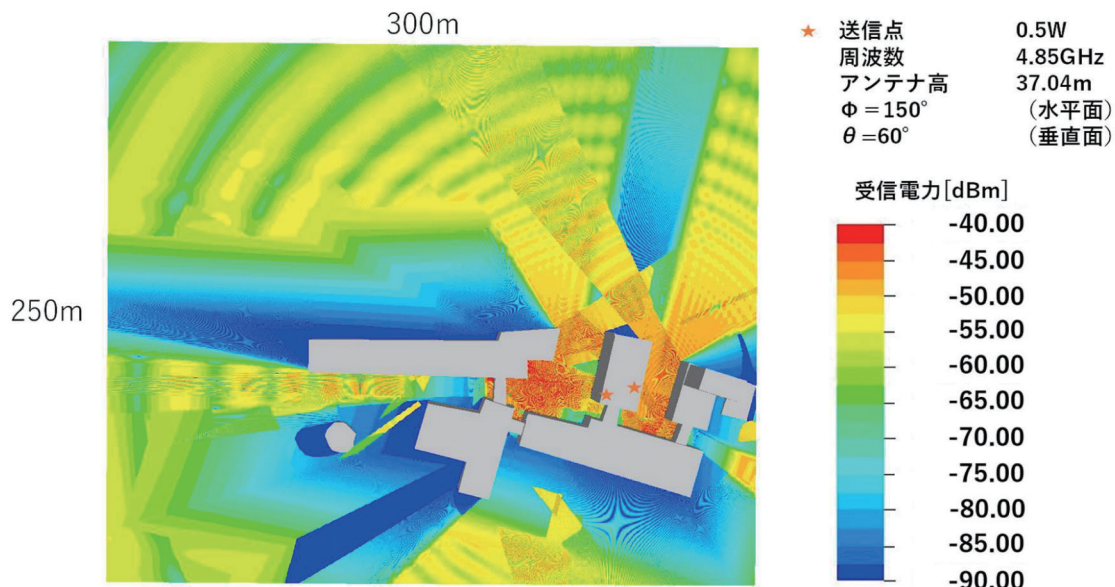 300m
250m
★ 送信点 0.5W
周波数 4.85GHz
アンテナ高 37.04m
Φ＝150° （水平面）
θ＝60° （垂直面）
受信電力[dBm]
-40.00
-45.00
-50.00
-55.00
-60.00
-65.00
-70.00
-75.00
-80.00
-85.00
-90.00